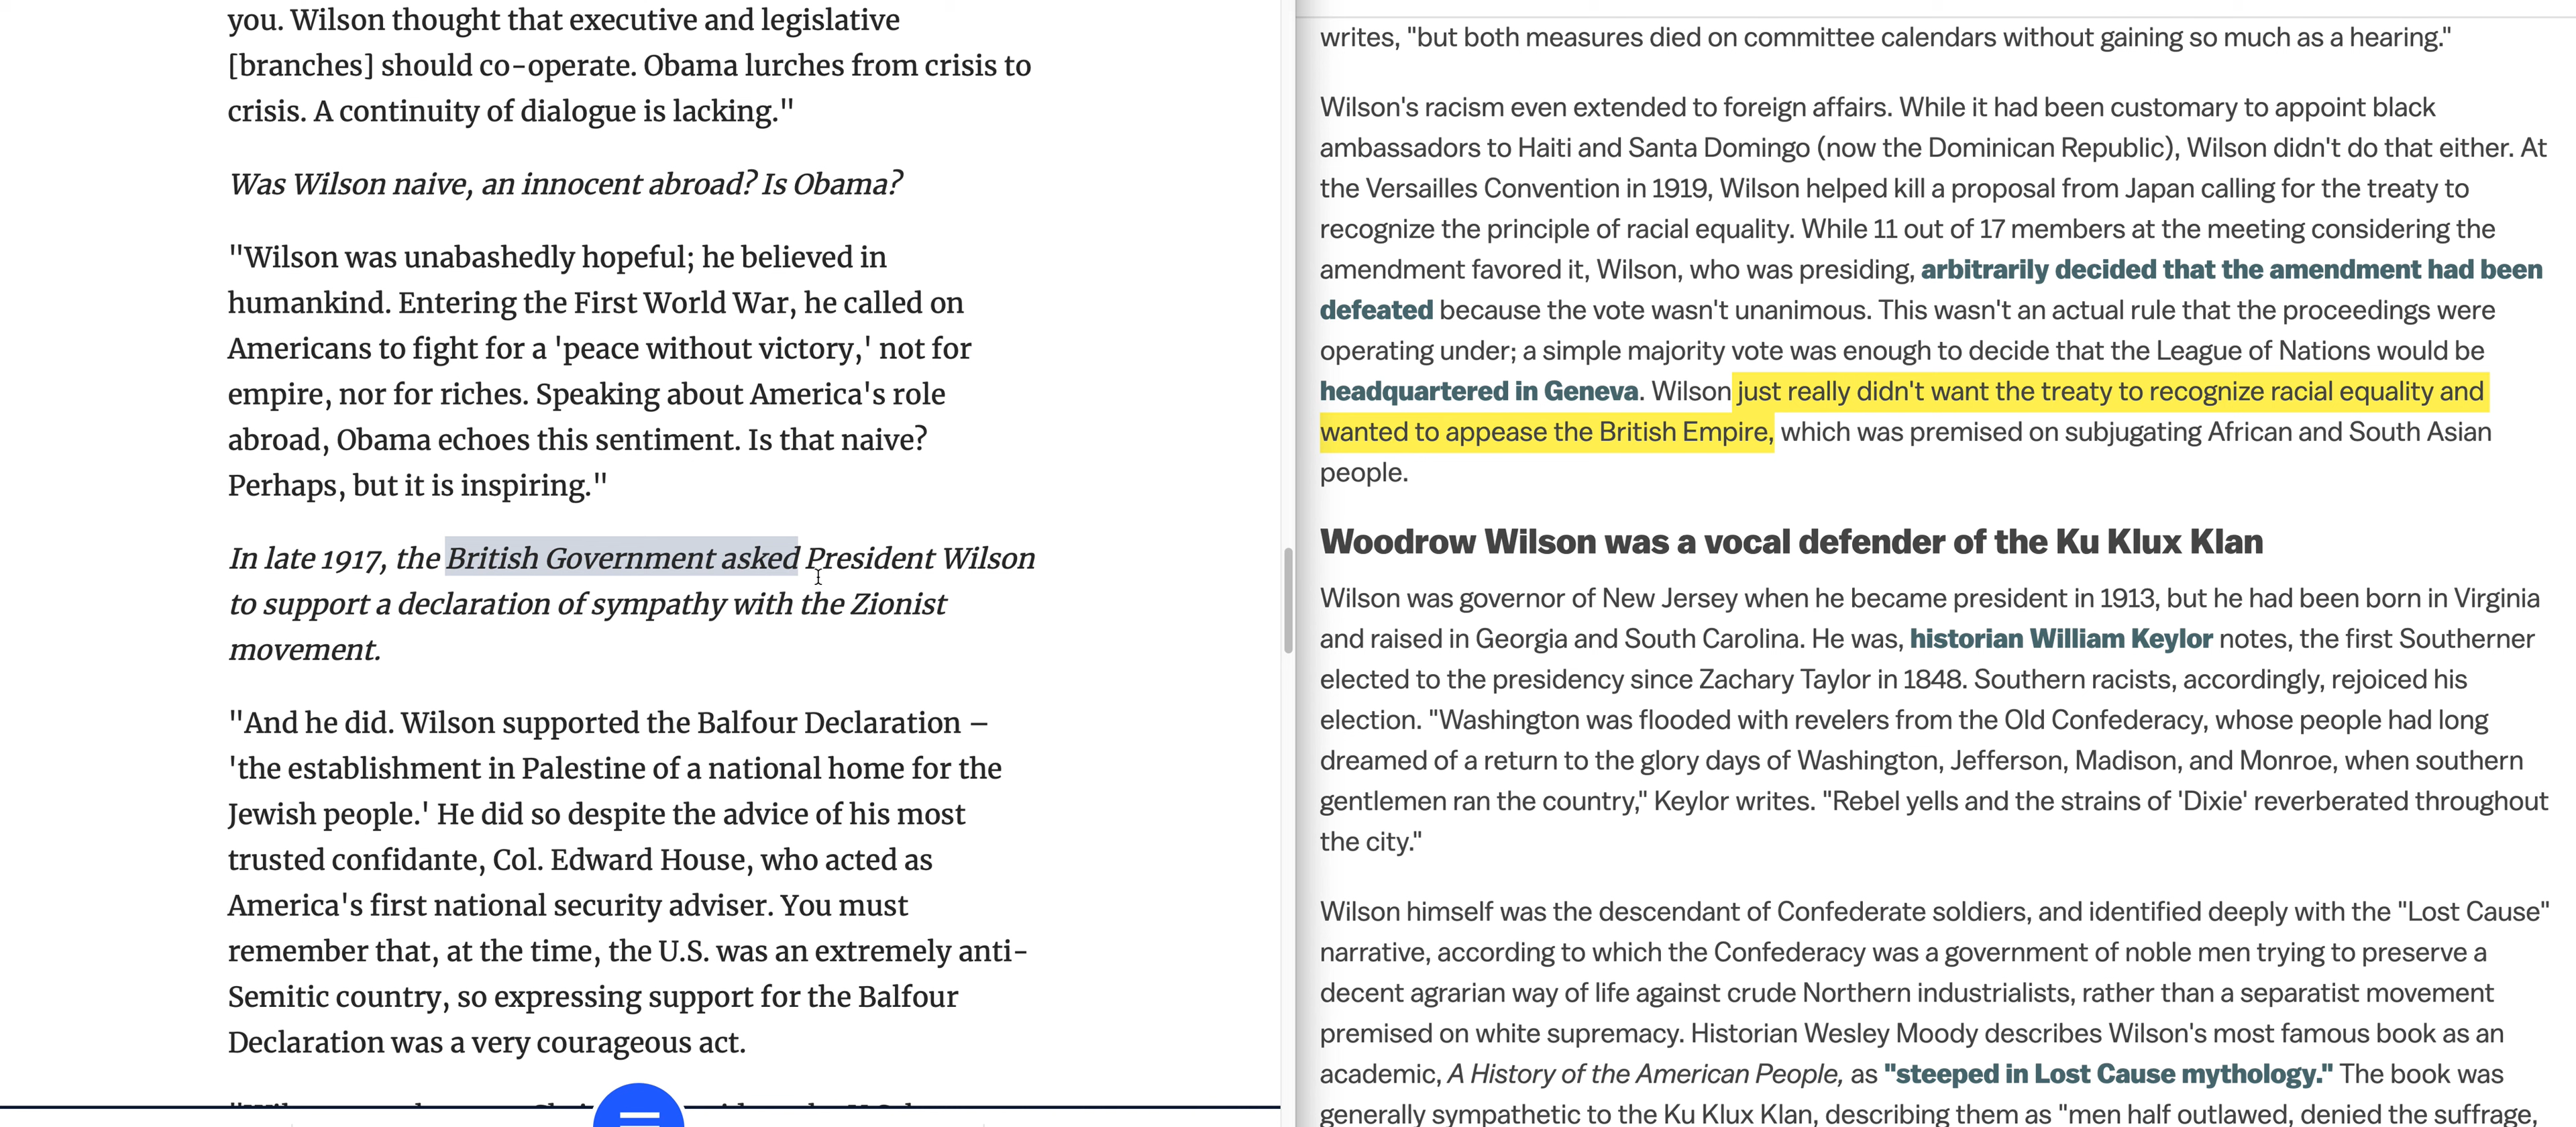 you. Wilson thought that executive and legislative
[branches] should co-operate. Obama lurches from crisis to
crisis. A continuity of dialogue is lacking."
Was Wilson naive, an innocent abroad? Is Obama?
"Wilson was unabashedly hopeful; he believed in
humankind. Entering the First World War, he called on
Americans to fight for a 'peace without victory,' not for
empire, nor for riches. Speaking about America's role
abroad, Obama echoes this sentiment. Is that naive?
Perhaps, but it is inspiring."
In late 1917, the British Government asked President Wilson
to support a declaration of sympathy with the Zionist
movement.
"And he did. Wilson supported the Balfour Declaration –
'the establishment in Palestine of a national home for the
Jewish people.' He did so despite the advice of his most
trusted confidante, Col. Edward House, who acted as
America's first national security adviser. You must
remember that, at the time, the U.S. was an extremely anti-
Semitic country, so expressing support for the Balfour
Declaration was a very courageous act.
writes, "but both measures died on committee calendars without gaining so much as a hearing."
Wilson's racism even extended to foreign affairs. While it had been customary to appoint black
ambassadors to Haiti and Santa Domingo (now the Dominican Republic), Wilson didn't do that either. At
the Versailles Convention in 1919, Wilson helped kill a proposal from Japan calling for the treaty to
recognize the principle of racial equality. While 11 out of 17 members at the meeting considering the
amendment favored it, Wilson, who was presiding, arbitrarily decided that the amendment had been
defeated because the vote wasn't unanimous. This wasn't an actual rule that the proceedings were
operating under; a simple majority vote was enough to decide that the League of Nations would be
headquartered in Geneva. Wilson just really didn't want the treaty to recognize racial equality and
wanted to appease the British Empire, which was premised on subjugating African and South Asian
people.
Woodrow Wilson was a vocal defender of the Ku Klux Klan
Wilson was governor of New Jersey when he became president in 1913, but he had been born in Virginia
and raised in Georgia and South Carolina. He was, historian William Keylor notes, the first Southerner
elected to the presidency since Zachary Taylor in 1848. Southern racists, accordingly, rejoiced his
election. "Washington was flooded with revelers from the Old Confederacy, whose people had long
dreamed of a return to the glory days of Washington, Jefferson, Madison, and Monroe, when southern
gentlemen ran the country," Keylor writes. "Rebel yells and the strains of 'Dixie' reverberated throughout
the city."
Wilson himself was the descendant of Confederate soldiers, and identified deeply with the "Lost Cause"
narrative, according to which the Confederacy was a government of noble men trying to preserve a
decent agrarian way of life against crude Northern industrialists, rather than a separatist movement
premised on white supremacy. Historian Wesley Moody describes Wilson's most famous book as an
academic, A History of the American People, as "steeped in Lost Cause mythology." The book was
generally sympathetic to the Ku Klux Klan, describing them as "men half outlawed, denied the suffrage,